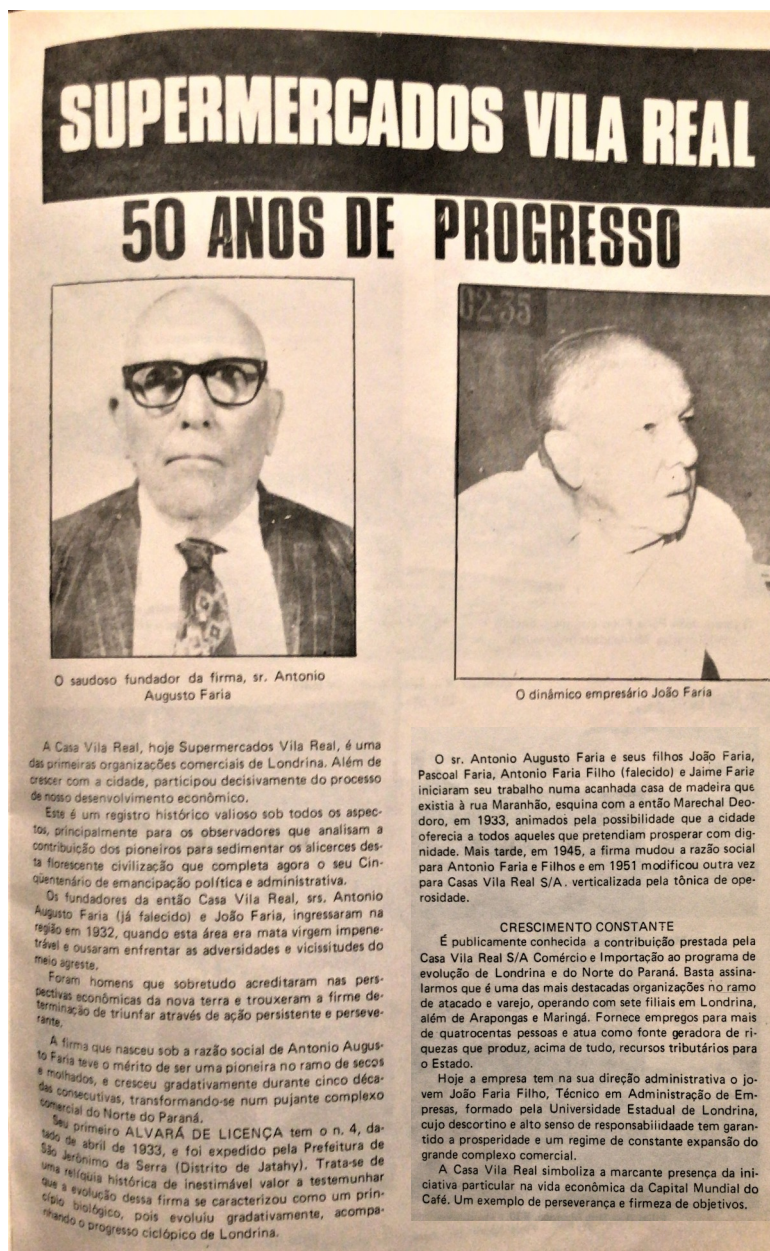 SUPERMERCADOS VILA REAL
50 ANOS DE PROGRESSO
02-35
O saudoso fundador da firma, sr. Antonio
Augusto Faria
O dinâmico empresário João Faria
A Casa Vila Real, hoje Supermercados Vila Real, é uma
das primeiras organizações comerciais de Londrina. Além de
crescer com a cidade, participou decisivamente do processo
de nosso desenvolvimento econômico.
Este é um registro histórico valioso sob todos os aspec-
tos, principalmente para os observadores que analisam a
contribuição dos pioneiros para sedimentar os alicerces des-
ta florescente civilização que completa agora o seu Cin-
qüentenário de emancipação política e administrativa.
Os fundadores da então Casa Vila Real, srs. Antonio
Augusto Faria (já falecido) e João Faria, ingressaram na
região em 1932, quando esta área era mata virgem impene-
trável e ousaram enfrentar as adversidades e vicissitudes do
meio agreste.
Foram homens que sobretudo acreditaram nas pers-
pectivas econômicas da nova terra e trouxeram a firme de-
terminação de triunfar através de ação persistente e perseve-
rante.
A firma que nasceu sob a razão social de Antonio Augus-
to Faria teve o mérito de ser uma pioneira no ramo de secos
e molhados, e cresceu gradativamente durante cinco déca-
das consecutivas, transformando-se num pujante complexo
comercial do Norte do Paraná.
Seu primeiro ALVARÁ DE LICENÇA tem o n. 4, da-
tado de abril de 1933, e foi expedido pela Prefeitura de
São Jerônimo da Serra (Distrito de Jatahy). Trata-se de
uma relíquia histórica de inestimável valor a testemunhar
que a evolução dessa firma se caracterizou como um prin-
cípio biológico, pois evoluiu gradativamente, acompa-
nhando o progresso ciclópico de Londrina.
O sr. Antonio Augusto Faria e seus filhos João Faria,
Pascoal Faria, Antonio Faria Filho (falecido) e Jaime Faria
iniciaram seu trabalho numa acanhada casa de madeira que
existia à rua Maranhão, esquina com a então Marechal Deo-
doro, em 1933, animados pela possibilidade que a cidade
oferecia a todos aqueles que pretendiam prosperar com dig-
nidade. Mais tarde, em 1945, a firma mudou a razão social
para Antonio Faria e Filhos e em 1951 modificou outra vez
para Casas Vila Real S/A. verticalizada pela tônica de ope-
rosidade.
CRESCIMENTO CONSTANTE
É publicamente conhecida a contribuição prestada pela
Casa Vila Real S/A Comércio e Importação ao programa de
evolução de Londrina e do Norte do Paraná. Basta assina-
larmos que é uma das mais destacadas organizações no ramo
de atacado e varejo, operando com sete filiais em Londrina,
além de Arapongas e Maringá. Fornece empregos para mais
de quatrocentas pessoas e atua como fonte geradora de ri-
quezas que produz, acima de tudo, recursos tributários para
o Estado.
Hoje a empresa tem na sua direção administrativa o jo-
vem João Faria Filho, Técnico em Administração de Em-
presas, formado pela Universidade Estadual de Londrina,
cujo descortino e alto senso de responsabilidaade tem garan-
tido a prosperidade e um regime de constante expansão do
grande complexo comercial.
A Casa Vila Real simboliza a marcante presença da ini-
ciativa particular na vida econômica da Capital Mundial do
Café. Um exemplo de perseverança e firmeza de objetivos.